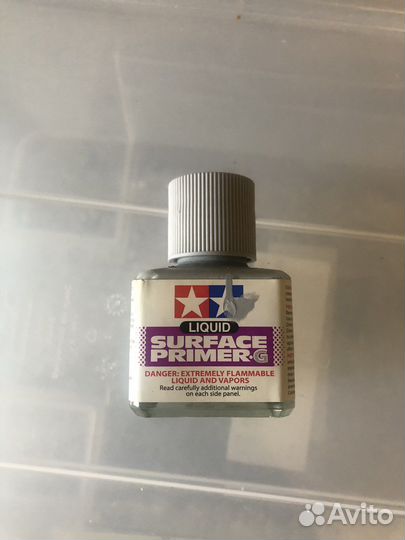 LIQUID
SURFACE
PRIMER-G
DANGER: EXTREMELY FLAMMABLE
LIQUID AND VAPORS
Read carefully additional warnings
on each side panel.
Avito